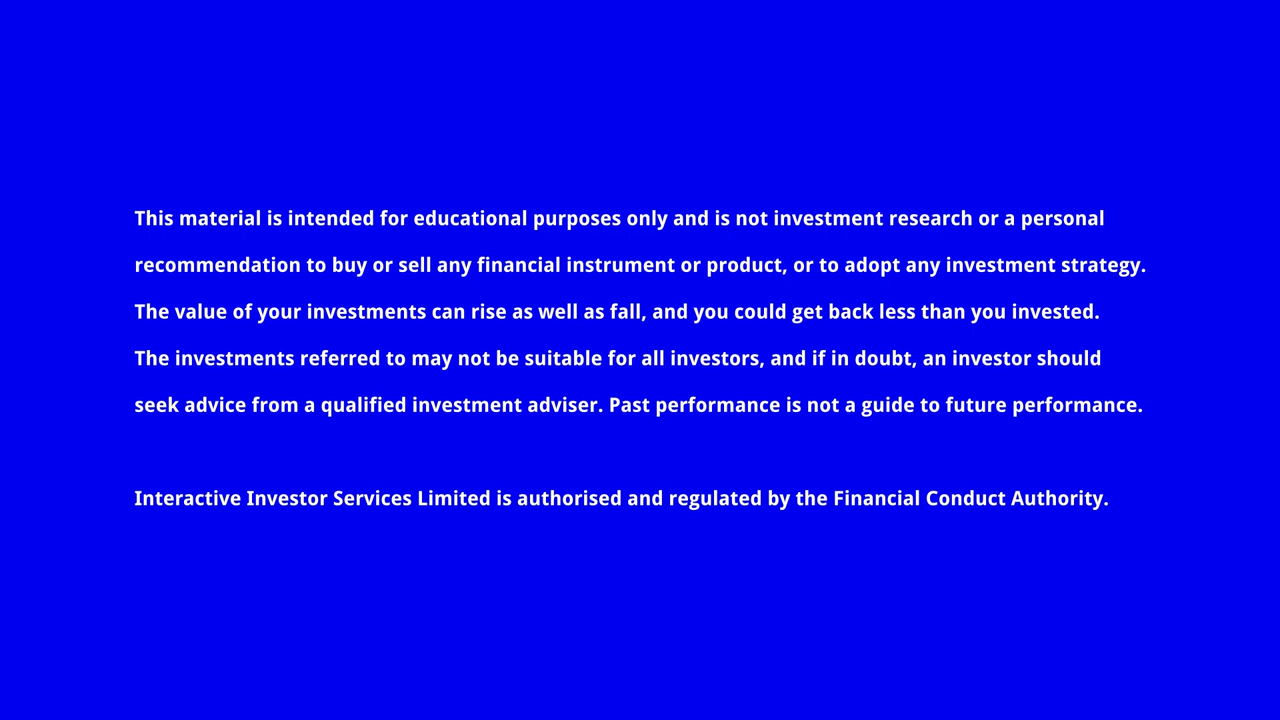 This material is intended for educational purposes only and is not investment research or a personal
recommendation to buy or sell any financial instrument or product, or to adopt any investment strategy.
The value of your investments can rise as well as fall, and you could get back less than you invested.
The investments referred to may not be suitable for all investors, and if in doubt, an investor should
seek advice from a qualified investment adviser. Past performance is not a guide to future performance.
Interactive Investor Services Limited is authorised and regulated by the Financial Conduct Authority.